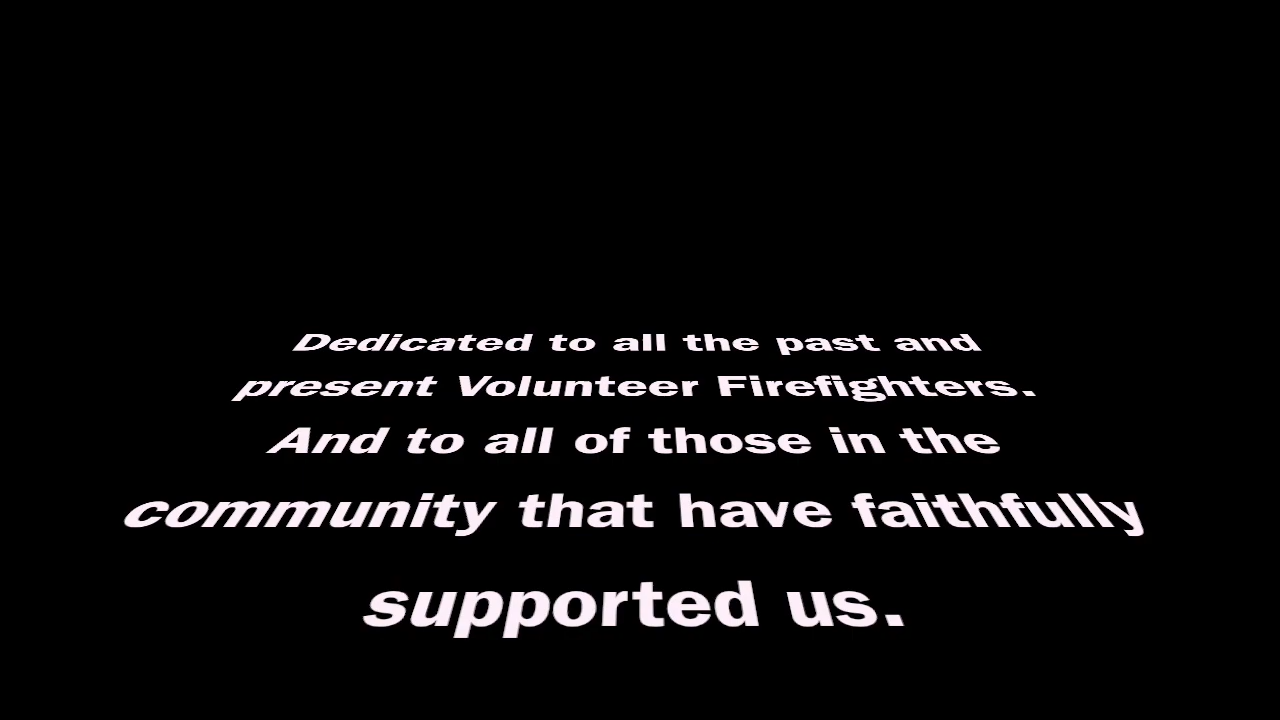 Dedicated to all the past and
present Volunteer Firefighters.
And to all of those in the
community that have faithfully
supported us.